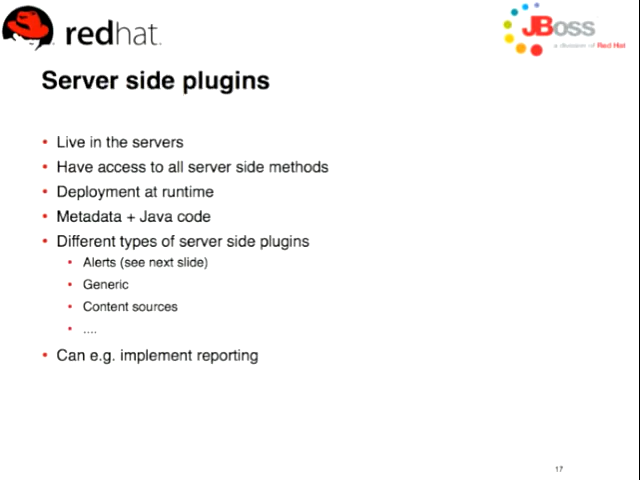 redhat.
JBoss
a division of Red Hat
Server side plugins
• Live in the servers
• Have access to all server side methods
• Deployment at runtime
• Metadata + Java code
• Different types of server side plugins
• Alerts (see next slide)
• Generic
• Content sources
• ....
• Can e.g. implement reporting
17